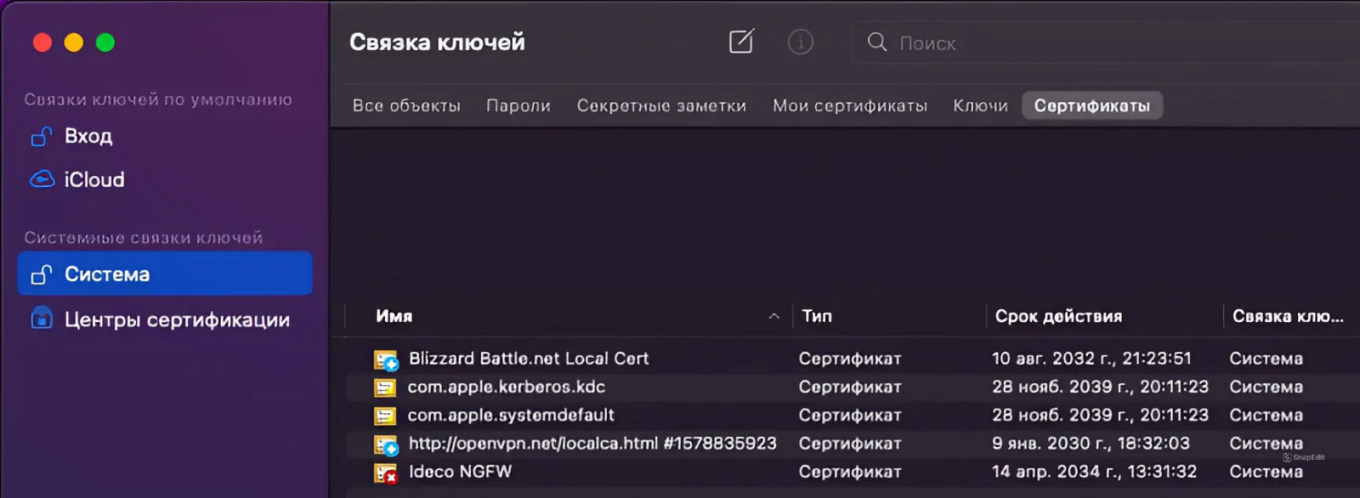 Связка ключей
Поиск
Связки ключей по умолчанию
Вход
iCloud
Системные связки ключей
Система
Центры сертификации
Все объекты Пароли Секретные заметки Мои сертификаты Ключи Сертификаты
Имя Тип Срок действия Связка клю...
Blizzard Battle.net Local Cert Сертификат 10 авг. 2032 г., 21:23:51 Система
com.apple.kerberos.kdc Сертификат 28 нояб. 2039 г., 20:11:23 Система
com.apple.systemdefault Сертификат 28 нояб. 2039 г., 20:11:23 Система
http://openvpn.net/localca.html #1578835923 Сертификат 9 янв. 2030 г., 18:32:03 Система
Ideco NGFW Сертификат 14 апр. 2034 г., 13:31:32 Система
SnapEdit